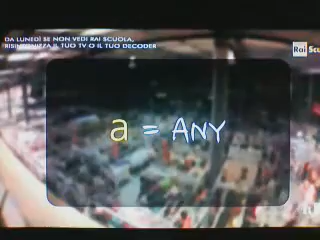 DA LUNEDÌ SE NON VEDI RAI SCUOLA,
RISINTONIZZA IL TUO TV O IL TUO DECODER
Rai Scu
a = ANY